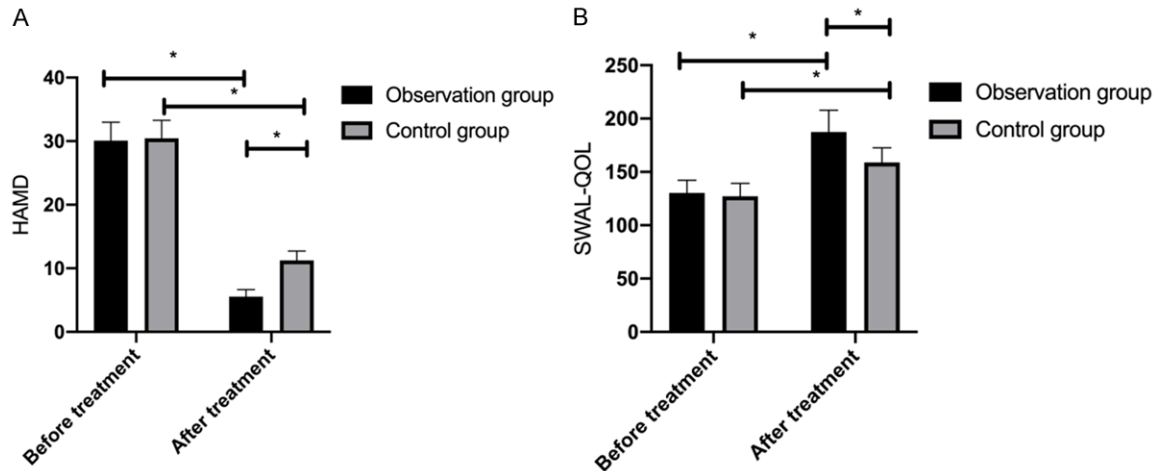 A
*
40
30
20
10
0
HAMD
*
*
Observation group
Control group
Before treatment
After treatment
B
*
*
*
250
200
150
100
50
0
SWAL-QOL
Observation group
Control group
Before treatment
After treatment